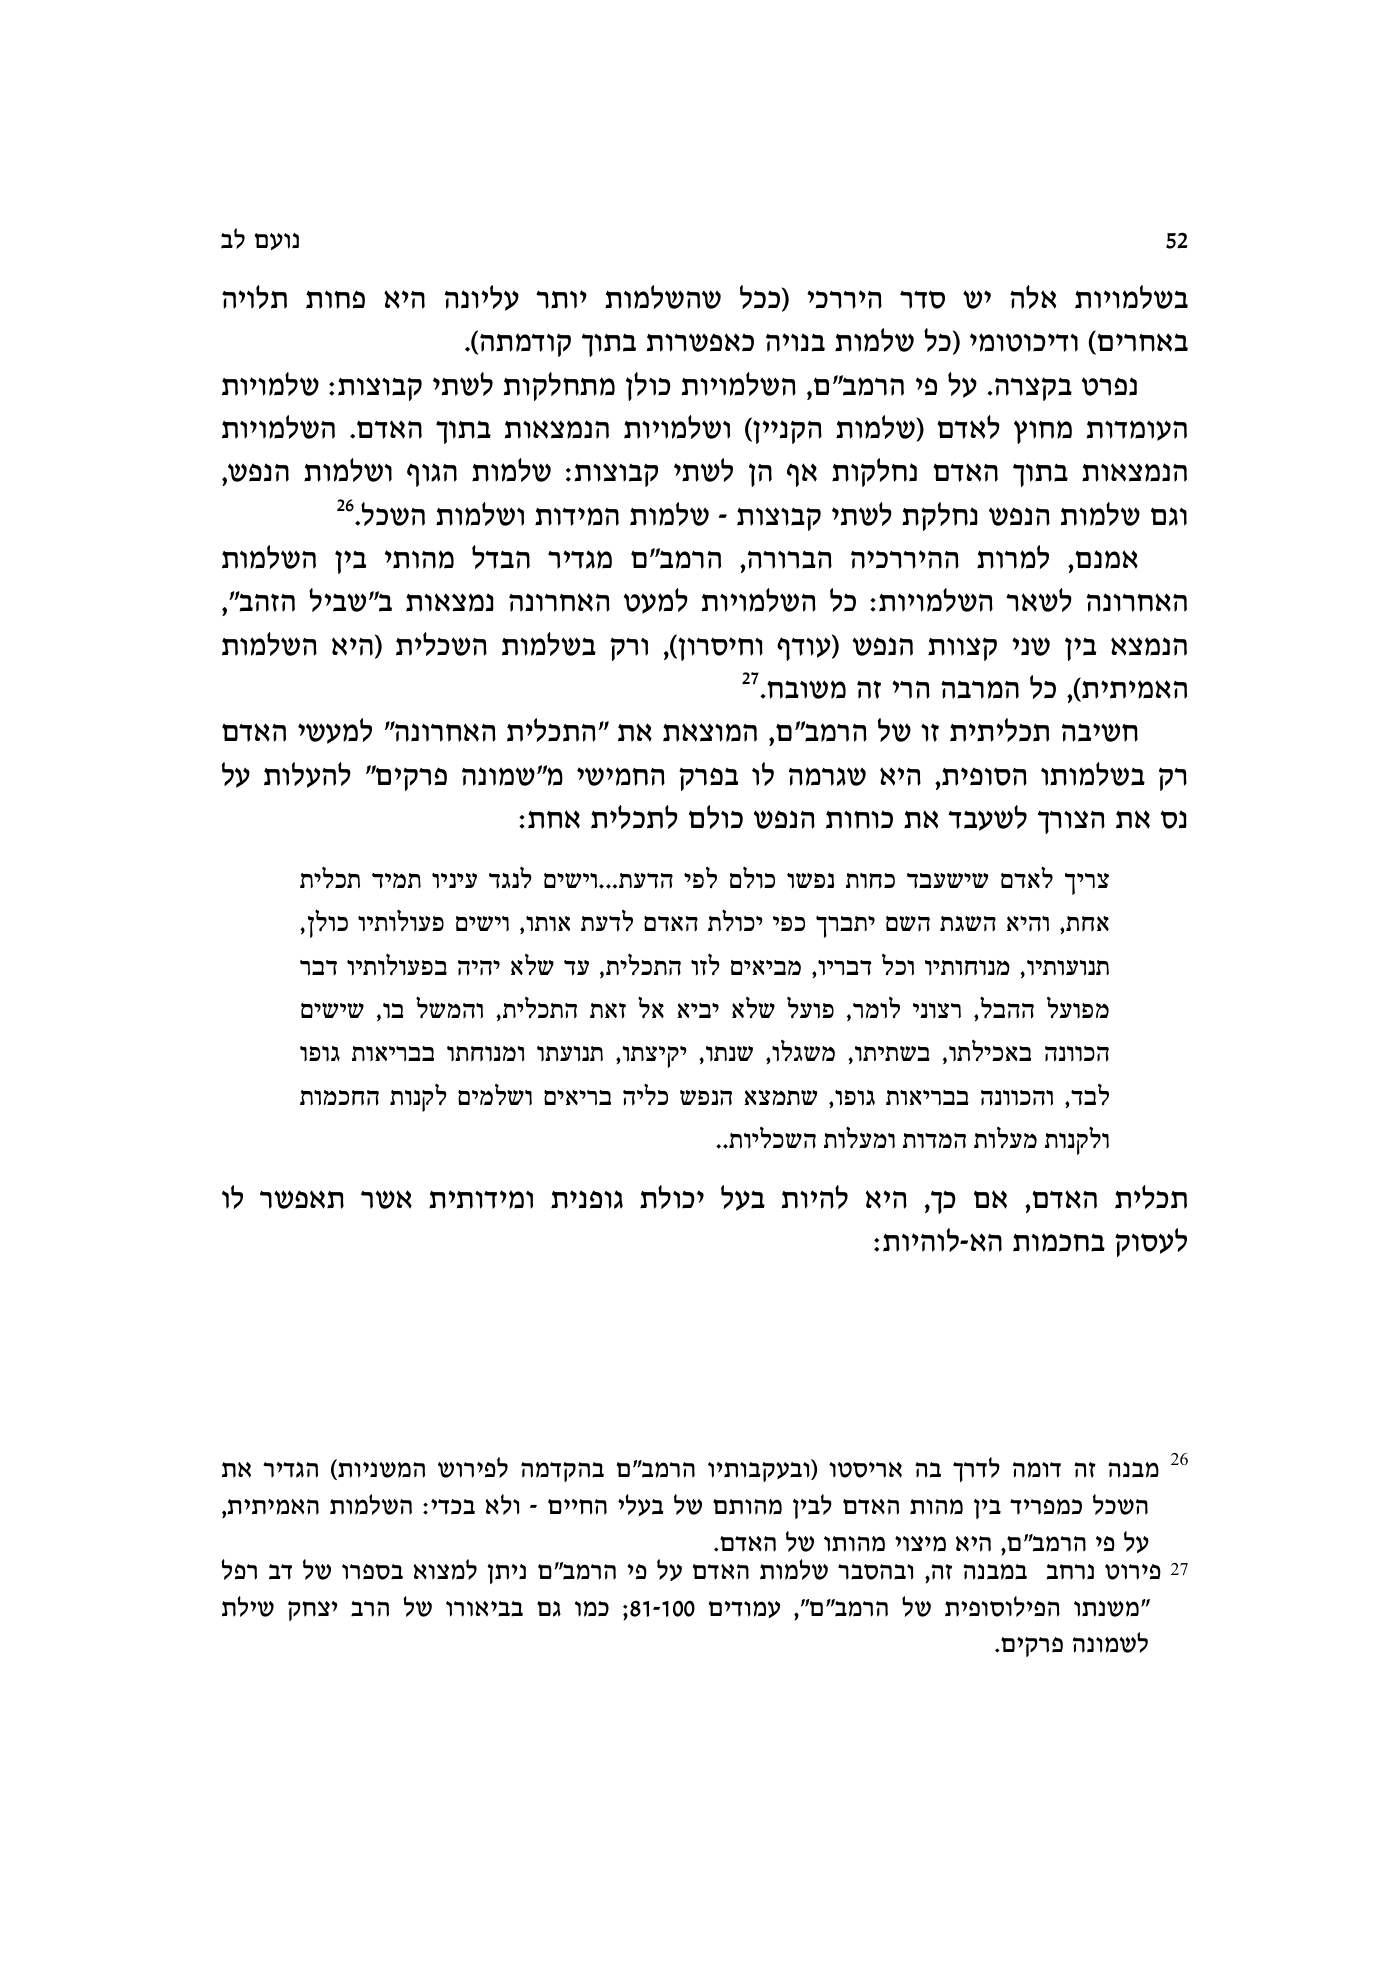 52 נועם לב
בשלמויות אלה יש סדר היררכי (ככל שהשלמות יותר עליונה היא פחות תלויה
באחרים) ודיכוטומי (כל שלמות בנויה כאפשרות בתוך קודמתה).
נפרט בקצרה. על פי הרמב"ם, השלמויות כולן מתחלקות לשתי קבוצות: שלמויות
העומדות מחוץ לאדם (שלמות הקניין) ושלמויות הנמצאות בתוך האדם. השלמויות
הנמצאות בתוך האדם נחלקות אף הן לשתי קבוצות: שלמות הגוף ושלמות הנפש,
וגם שלמות הנפש נחלקת לשתי קבוצות - שלמות המידות ושלמות השכל.26
אמנם, למרות ההיררכיה הברורה, הרמב"ם מגדיר הבדל מהותי בין השלמות
האחרונה לשאר השלמויות: כל השלמויות למעט האחרונה נמצאות ב"שביל הזהב",
הנמצא בין שני קצוות הנפש (עודף וחיסרון), ורק בשלמות השכלית (היא השלמות
האמיתית), כל המרבה הרי זה משובח.27
חשיבה תכליתית זו של הרמב"ם, המוצאת את "התכלית האחרונה" למעשי האדם
רק בשלמותו הסופית, היא שגרמה לו בפרק החמישי מ"שמונה פרקים" להעלות על
נס את הצורך לשעבד את כוחות הנפש כולם לתכלית אחת:
צריך לאדם שישעבד כחות נפשו כולם לפי הדעת...וישים לנגד עיניו תמיד תכלית
אחת, והיא השגת השם יתברך כפי יכולת האדם לדעת אותו, וישים פעולותיו כולן,
תנועותיו, מנוחותיו וכל דבריו, מביאים לזו התכלית, עד שלא יהיה בפעולותיו דבר
מפועל ההבל, רצוני לומר, פועל שלא יביא אל זאת התכלית, והמשל בו, שישים
הכוונה באכילתו, בשתיתו, משגלו, שנתו, יקיצתו, תנועתו ומנוחתו בבריאות גופו
לבד, והכוונה בבריאות גופו, שתמצא הנפש כליה בריאים ושלמים לקנות החכמות
ולקנות מעלות המדות ומעלות השכליות..
תכלית האדם, אם כך, היא להיות בעל יכולת גופנית ומידותית אשר תאפשר לו
לעסוק בחכמות הא-לוהיות:
26 מבנה זה דומה לדרך בה אריסטו (ובעקבותיו הרמב"ם בהקדמה לפירוש המשניות) הגדיר את
השכל כמפריד בין מהות האדם לבין מהותם של בעלי החיים - ולא בכדי: השלמות האמיתית,
על פי הרמב"ם, היא מיצוי מהותו של האדם.
27 פירוט נרחב במבנה זה, ובהסבר שלמות האדם על פי הרמב"ם ניתן למצוא בספרו של דב רפל
"משנתו הפילוסופית של הרמב"ם", עמודים 81-100; כמו גם בביאורו של הרב יצחק שילת
לשמונה פרקים.